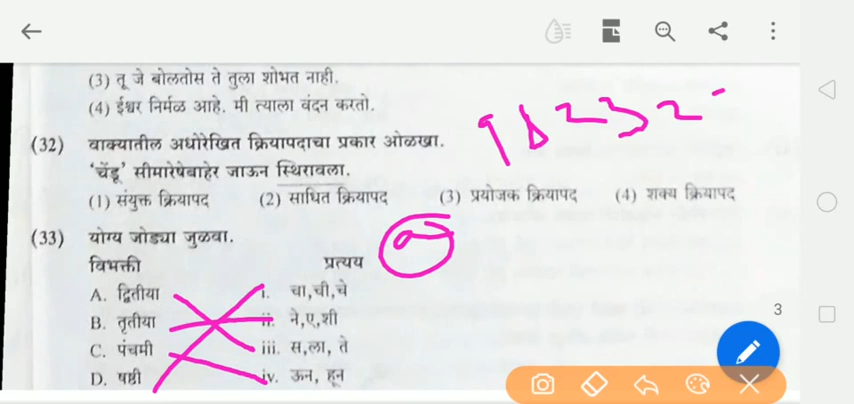 (3) तू जे बोलतोस ते तुला शोभत नाही.
(4) ईश्वर निर्मळ आहे. मी त्याला वंदन करतो.
(32) वाक्यातील अधोरेखित क्रियापदाचा प्रकार ओळखा.
'चेंडू' सीमारेषेबाहेर जाऊन स्थिरावला.
(1) संयुक्त क्रियापद (2) साधित क्रियापद (3) प्रयोजक क्रियापद (4) शक्य क्रियापद
(33) योग्य जोड्या जुळवा.
विभक्ती प्रत्यय
A. द्वितीया i. चा,ची,चे
B. तृतीया ii. ने,ए,शी
C. पंचमी iii. स,ला, ते
D. षष्ठी iv. ऊन, हून
3